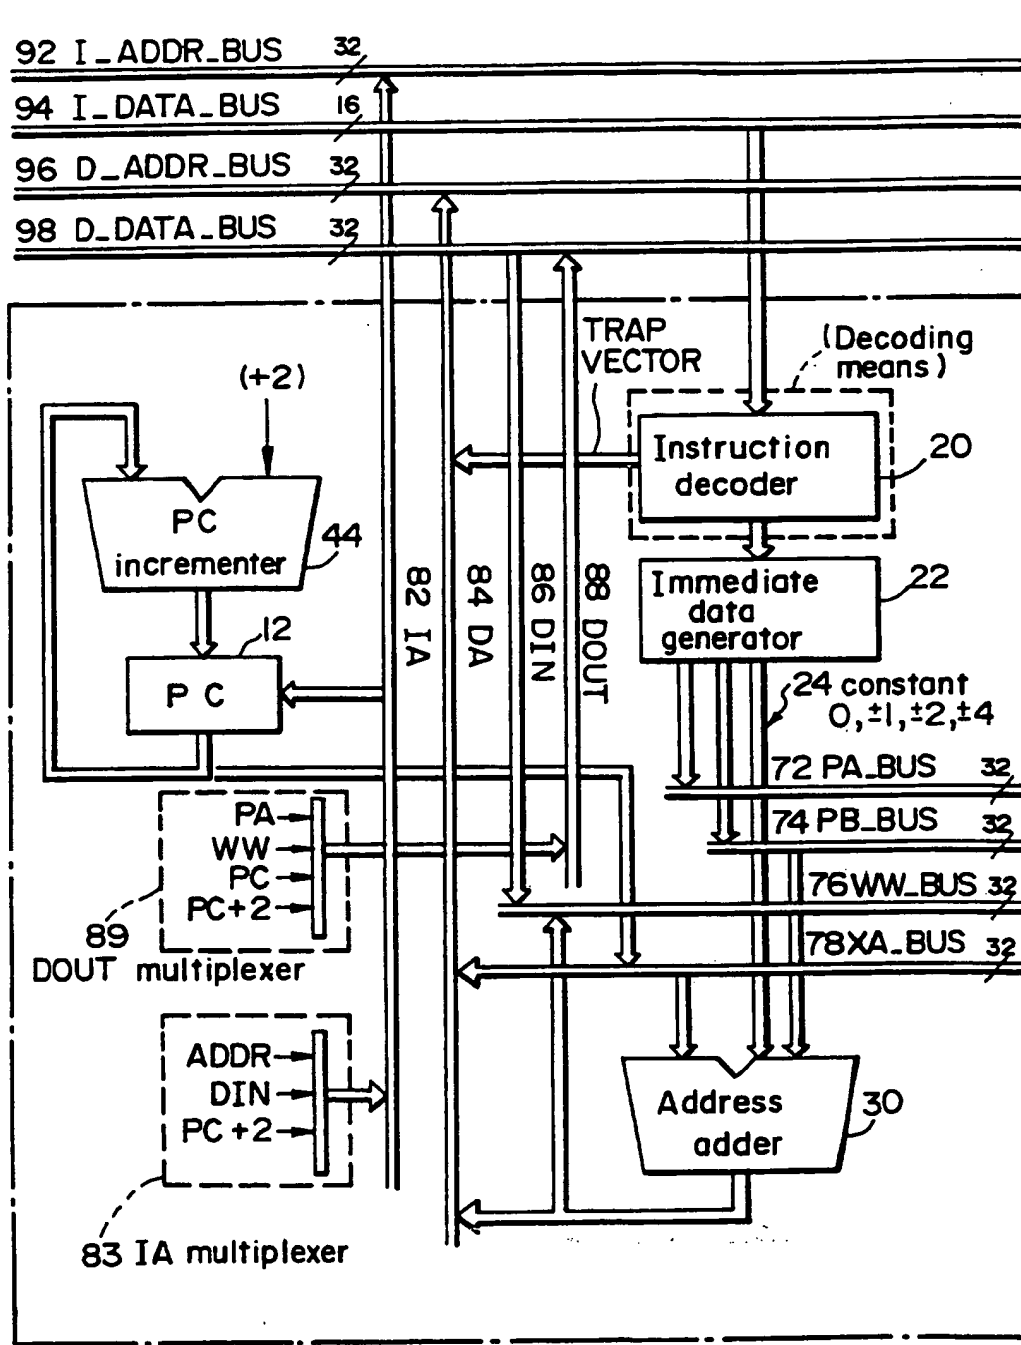 92 I_ADDR_BUS 32
94 I_DATA_BUS 16
96 D_ADDR_BUS 32
98 D_DATA_BUS 32
TRAP
VECTOR
(Decoding
means)
(+2)
Instruction
decoder
20
PC
incrementer
44
Immediate
data
generator
22
82 IA
84 DA
86 DIN
88 DOUT
12
PC
24 constant
0,±1,±2,±4
72 PA_BUS 32
74 PB_BUS 32
76 WW_BUS 32
78 XA_BUS 32
PA
WW
PC
PC+2
89
DOUT multiplexer
ADDR
DIN
PC+2
83 IA multiplexer
Address
adder
30